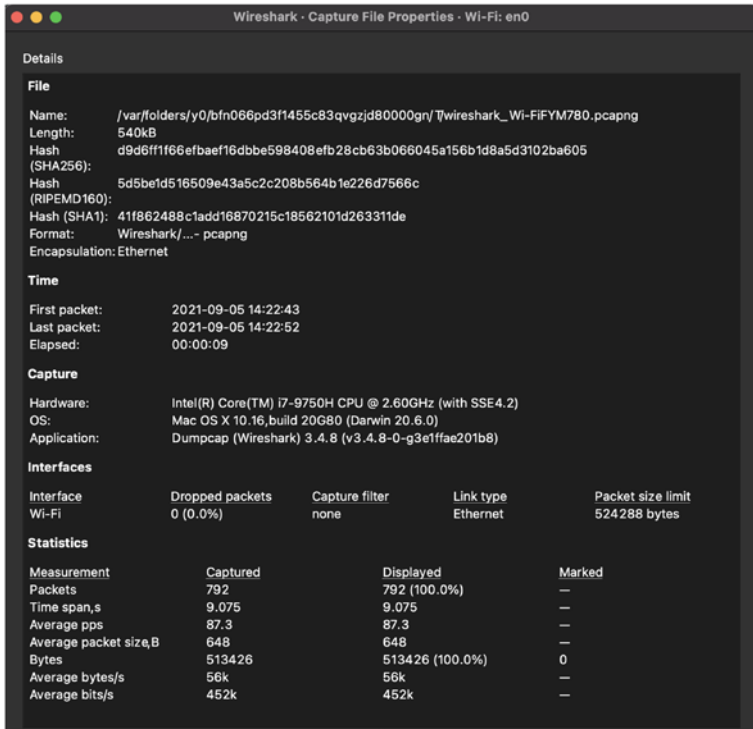 Wireshark · Capture File Properties · Wi-Fi: en0
Details
File
Name: /var/folders/y0/bfn066pd3f1455c83qvgzjd80000gn/T/wireshark_Wi-FiFYM780.pcapng
Length: 540kB
Hash (SHA256): d9d6ff1f66efbaef16dbbe598408efb28cb63b066045a156b1d8a5d3102ba605
Hash (RIPEMD160): 5d5be1d516509e43a5c2c208b564b1e226d7566c
Hash (SHA1): 41f862488c1add16870215c18562101d263311de
Format: Wireshark/...- pcapng
Encapsulation: Ethernet
Time
First packet: 2021-09-05 14:22:43
Last packet: 2021-09-05 14:22:52
Elapsed: 00:00:09
Capture
Hardware: Intel(R) Core(TM) i7-9750H CPU @ 2.60GHz (with SSE4.2)
OS: Mac OS X 10.16,build 20G80 (Darwin 20.6.0)
Application: Dumpcap (Wireshark) 3.4.8 (v3.4.8-0-g3e1ffae201b8)
Interfaces
Interface Dropped packets Capture filter Link type Packet size limit
Wi-Fi 0 (0.0%) none Ethernet 524288 bytes
Statistics
Measurement Captured Displayed Marked
Packets 792 792 (100.0%) —
Time span,s 9.075 9.075 —
Average pps 87.3 87.3 —
Average packet size,B 648 648 —
Bytes 513426 513426 (100.0%) 0
Average bytes/s 56k 56k —
Average bits/s 452k 452k —